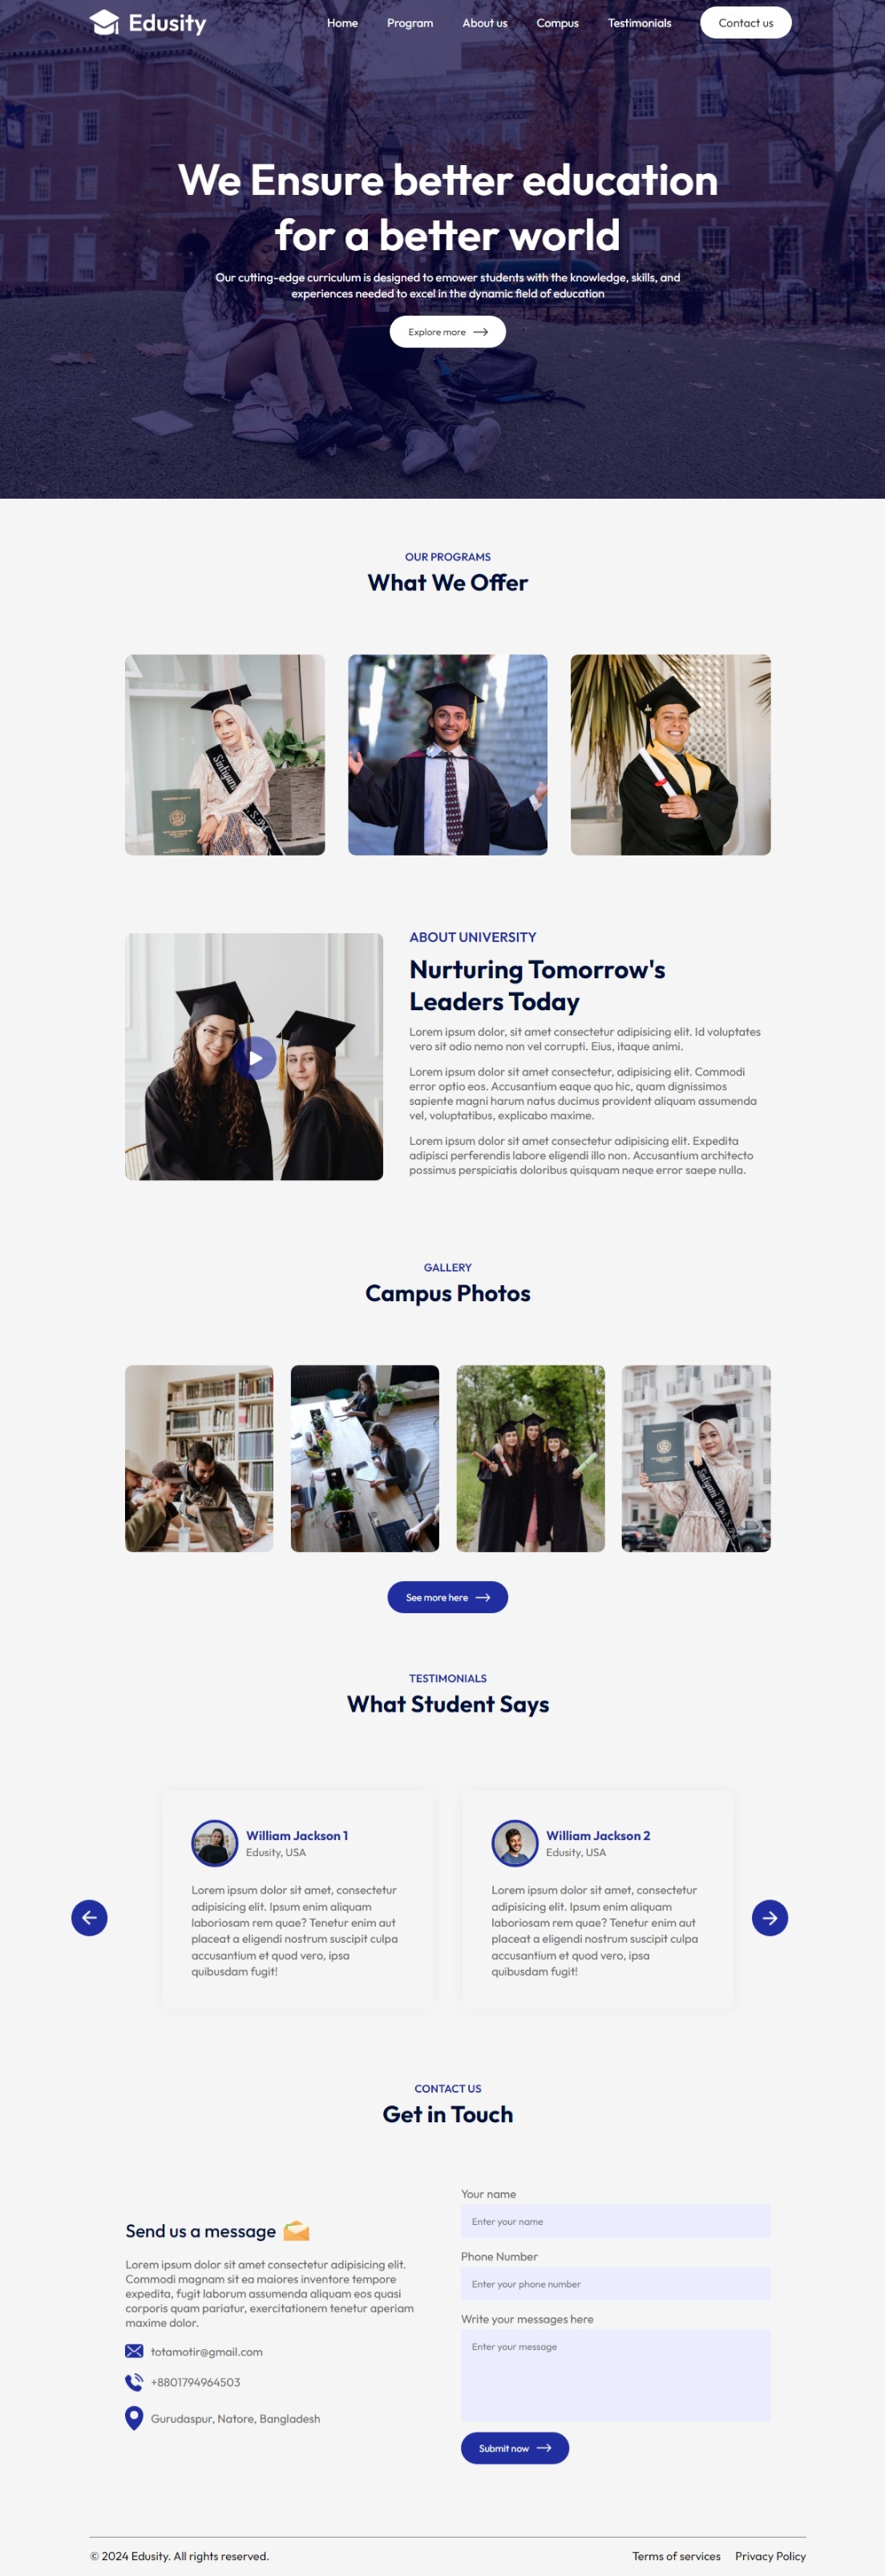 Edusity
Home Program About us Compus Testimonials Contact us
We Ensure better education
for a better world
Our cutting-edge curriculum is designed to emower students with the knowledge, skills, and
experiences needed to excel in the dynamic field of education
Explore more
OUR PROGRAMS
What We Offer
ABOUT UNIVERSITY
Nurturing Tomorrow's
Leaders Today
Lorem ipsum dolor, sit amet consectetur adipisicing elit. Id voluptates
vero sit odio nemo non vel corrupti. Eius, itaque animi.
Lorem ipsum dolor sit amet consectetur, adipisicing elit. Commodi
error optio eos. Accusantium eaque quo hic, quam dignissimos
sapiente magni harum natus ducimus provident aliquam assumenda
vel, voluptatibus, explicabo maxime.
Lorem ipsum dolor sit amet consectetur adipisicing elit. Expedita
adipisci perferendis labore eligendi illo non. Accusantium architecto
possimus perspiciatis doloribus quisquam neque error saepe nulla.
GALLERY
Campus Photos
See more here
TESTIMONIALS
What Student Says
William Jackson 1
Edusity, USA
Lorem ipsum dolor sit amet, consectetur
adipisicing elit. Ipsum enim aliquam
laboriosam rem quae? Tenetur enim aut
placeat a eligendi nostrum suscipit culpa
accusantium et quod vero, ipsa
quibusdam fugit!
William Jackson 2
Edusity, USA
Lorem ipsum dolor sit amet, consectetur
adipisicing elit. Ipsum enim aliquam
laboriosam rem quae? Tenetur enim aut
placeat a eligendi nostrum suscipit culpa
accusantium et quod vero, ipsa
quibusdam fugit!
CONTACT US
Get in Touch
Send us a message
Lorem ipsum dolor sit amet consectetur adipisicing elit.
Commodi magnam sit ea maiores inventore tempore
expedita, fugit laborum assumenda aliquam eos quasi
corporis quam pariatur, exercitationem tenetur aperiam
maxime dolor.
totamotir@gmail.com
+8801794964503
Gurudaspur, Natore, Bangladesh
Your name
Enter your name
Phone Number
Enter your phone number
Write your messages here
Enter your message
Submit now
© 2024 Edusity. All rights reserved.
Terms of services Privacy Policy